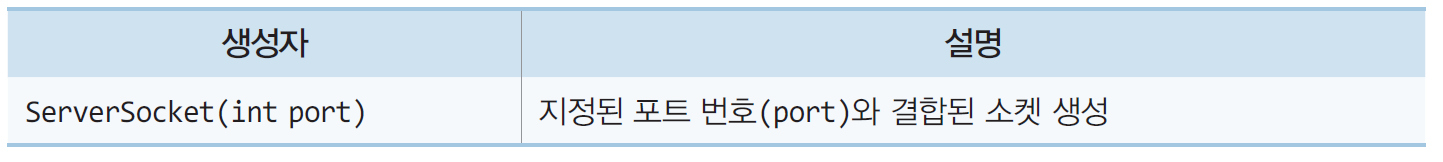 생성자 설명
ServerSocket(int port) 지정된 포트 번호(port)와 결합된 소켓 생성